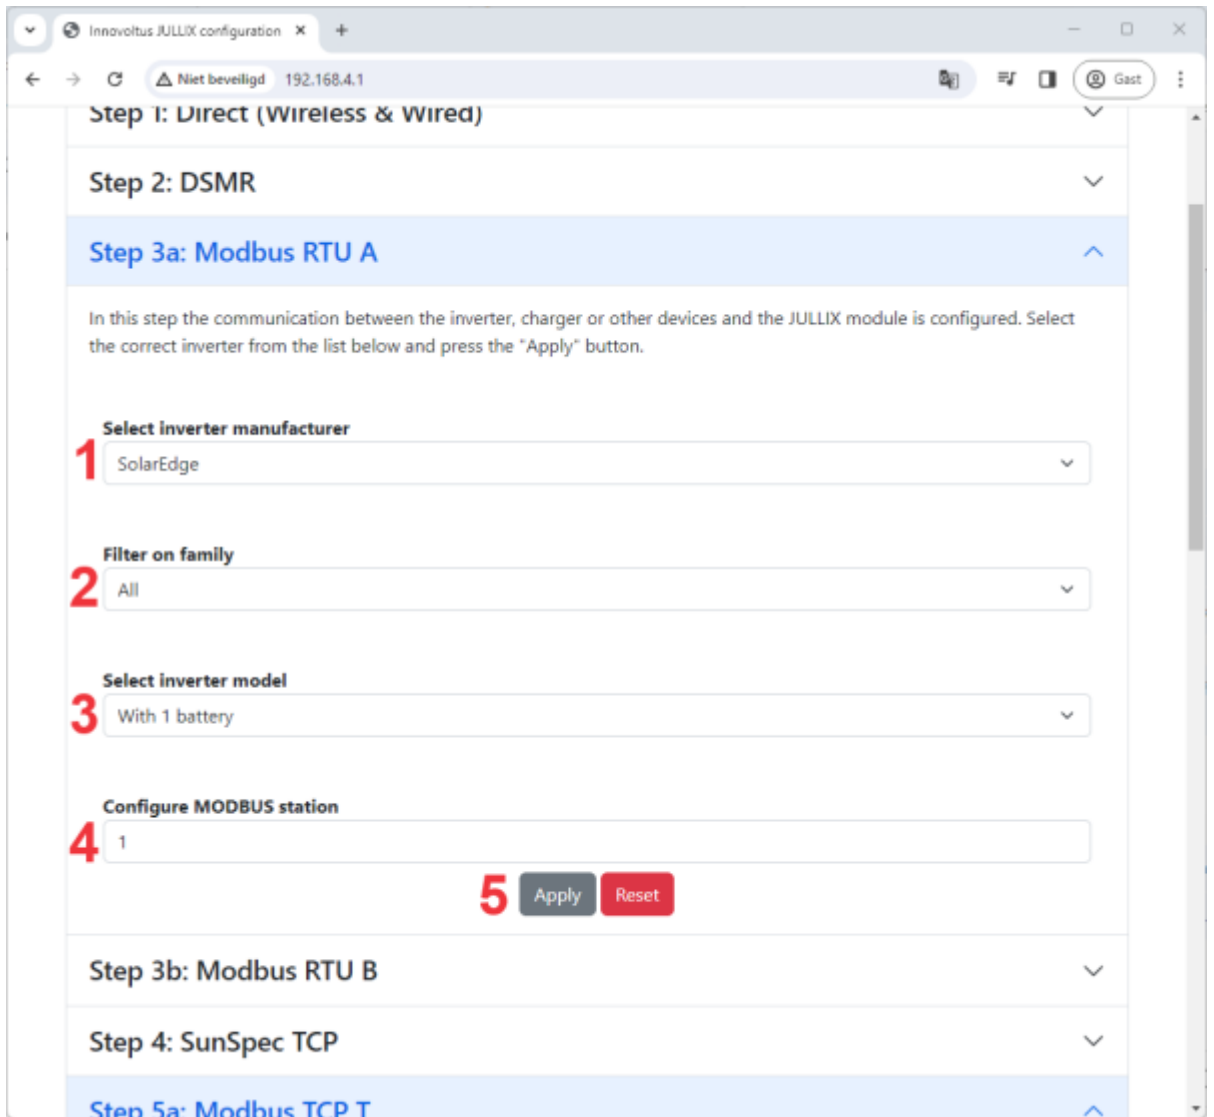 Innovoltus JULLIX configuration
Niet beveiligd 192.168.4.1
Gast
Step 1: Direct (Wireless & Wired)
Step 2: DSMR
Step 3a: Modbus RTU A
In this step the communication between the inverter, charger or other devices and the JULLIX module is configured. Select
the correct inverter from the list below and press the "Apply" button.
Select inverter manufacturer
1 SolarEdge
Filter on family
2 All
Select inverter model
3 With 1 battery
Configure MODBUS station
4 1
5 Apply Reset
Step 3b: Modbus RTU B
Step 4: SunSpec TCP
Step 5a: Modbus TCP T